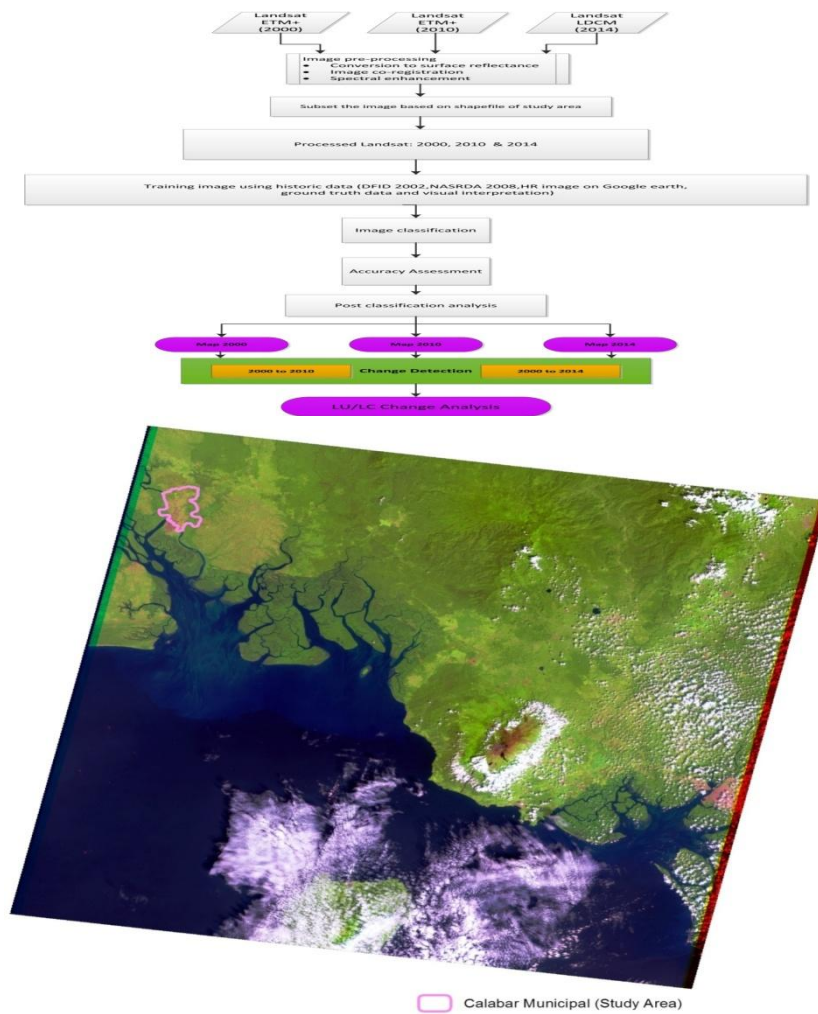 Landsat ETM+ (2000)
Landsat ETM+ (2010)
Landsat LDCM (2014)
Image pre-processing
• Conversion to surface reflectance
• Image co-registration
• Spectral enhancement
Subset the image based on shapefile of study area
Processed Landsat: 2000, 2010 & 2014
Training image using historic data (DFID 2002,NASRDA 2008,HR image on Google earth,
ground truth data and visual interpretation)
Image classification
Accuracy Assessment
Post classification analysis
Map 2000
Map 2010
Map 2014
2000 to 2010
Change Detection
2000 to 2014
LU/LC Change Analysis
Calabar Municipal (Study Area)